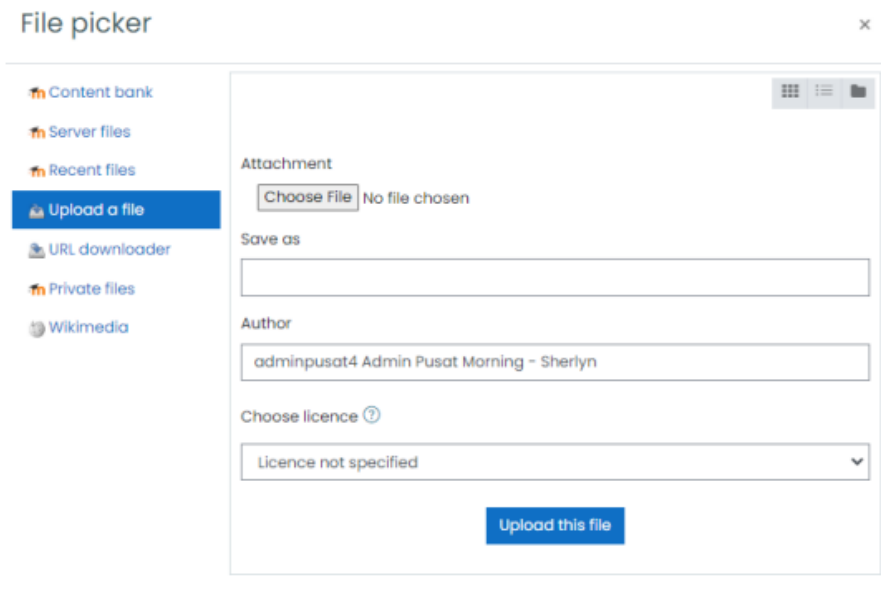 File picker
×
Content bank
Server files
Recent files
Upload a file
URL downloader
Private files
Wikimedia
Attachment
Choose File No file chosen
Save as
Author
adminpusat4 Admin Pusat Morning - Sherlyn
Choose licence ?
Licence not specified
Upload this file